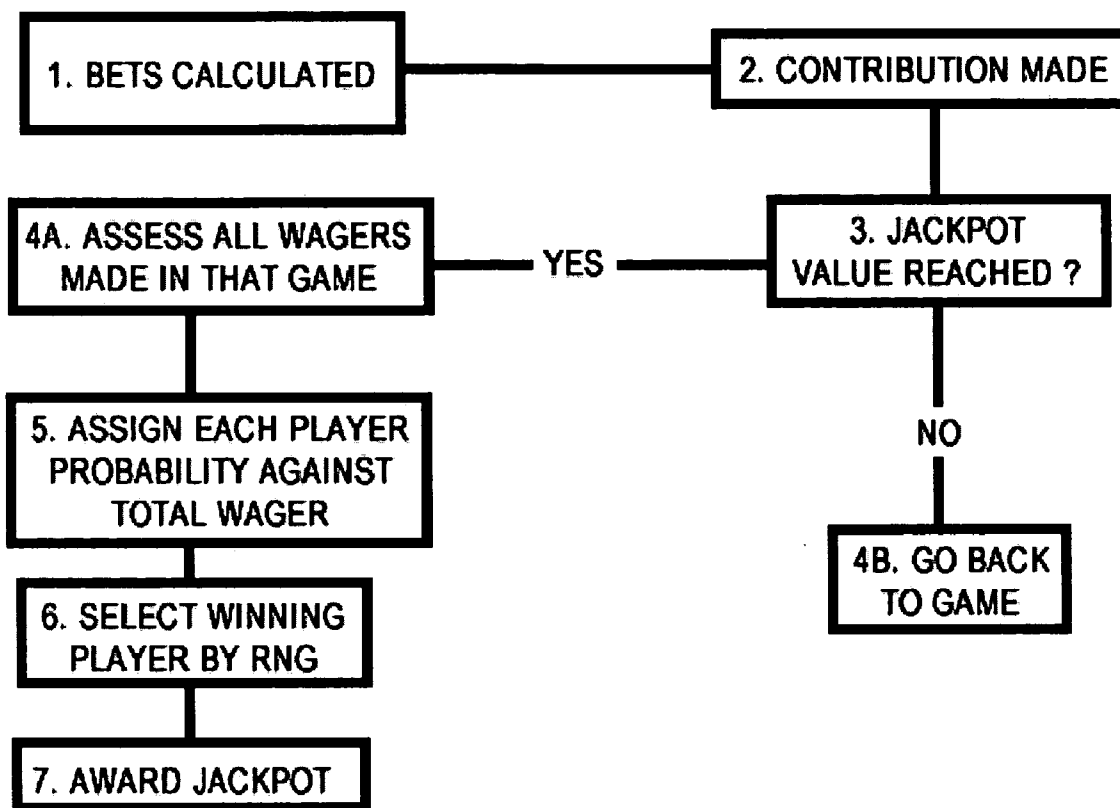 1. BETS CALCULATED
2. CONTRIBUTION MADE
3. JACKPOT
VALUE REACHED ?
YES
4A. ASSESS ALL WAGERS
MADE IN THAT GAME
5. ASSIGN EACH PLAYER
PROBABILITY AGAINST
TOTAL WAGER
NO
4B. GO BACK
TO GAME
6. SELECT WINNING
PLAYER BY RNG
7. AWARD JACKPOT